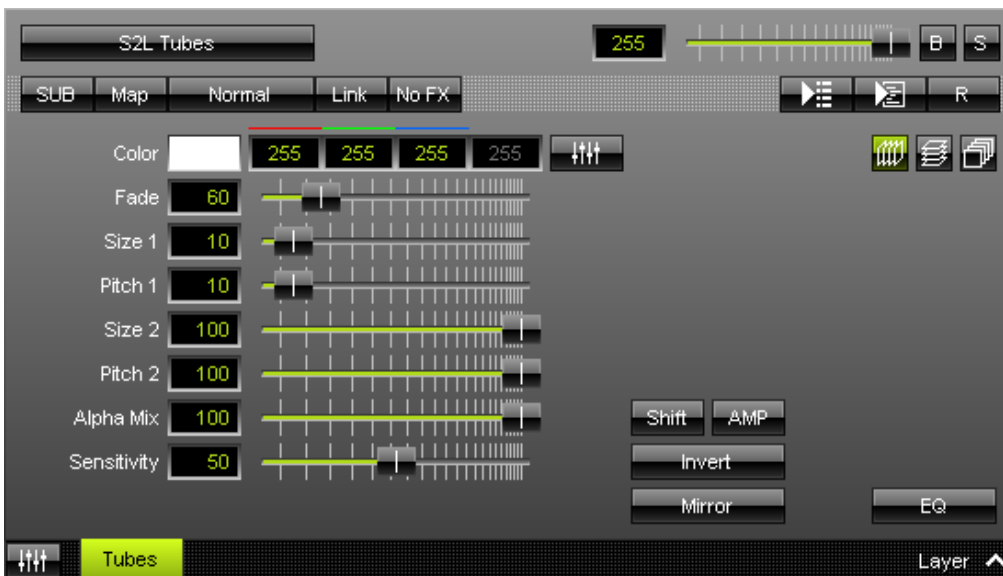 S2L Tubes 255 B S
SUB Map Normal Link No FX R
Color 255 255 255 255
Fade 60
Size 1 10
Pitch 1 10
Size 2 100
Pitch 2 100
Alpha Mix 100 Shift AMP
Sensitivity 50 Invert
Mirror EQ
Tubes Layer